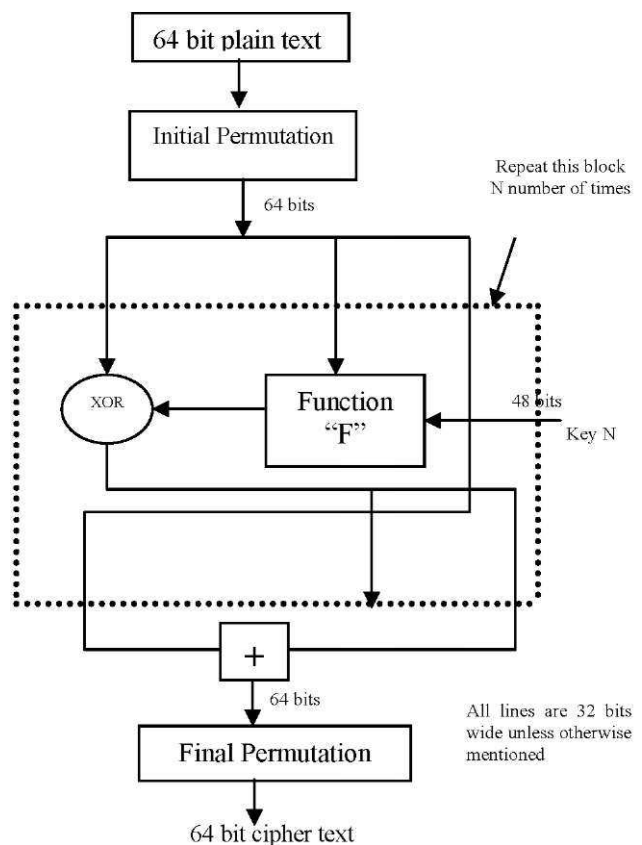 64 bit plain text
Initial Permutation
Repeat this block
N number of times
64 bits
XOR
Function
“F”
48 bits
Key N
+
64 bits
All lines are 32 bits
wide unless otherwise
mentioned
Final Permutation
64 bit cipher text